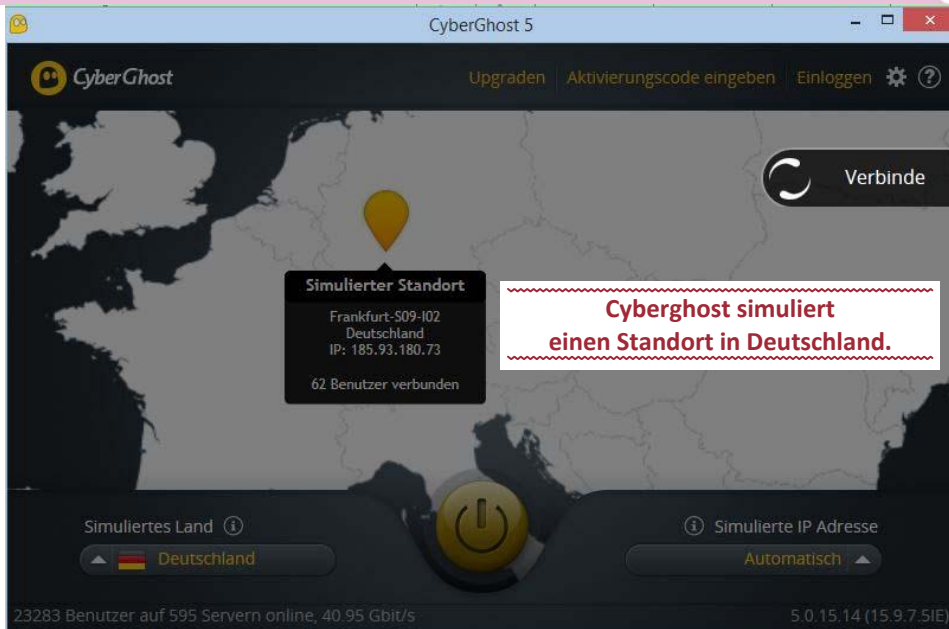 CyberGhost 5
CyberGhost
Upgraden Aktivierungscode eingeben Einloggen
Verbinde
Simulierter Standort
Frankfurt-S09-I02
Deutschland
IP: 185.93.180.73
62 Benutzer verbunden
Cyberghost simuliert
einen Standort in Deutschland.
Simuliertes Land
Simulierte IP Adresse
Deutschland
Automatisch
23283 Benutzer auf 595 Servern online, 40.95 Gbit/s
5.0.15.14 (15.9.7.5IE)